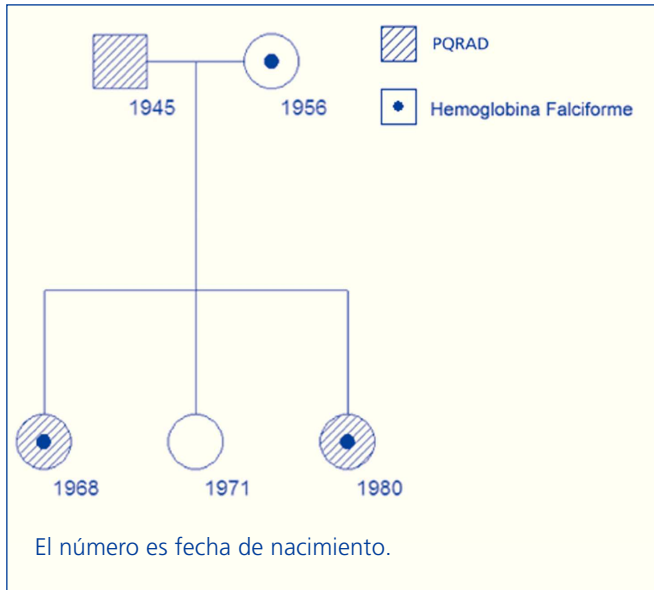 PQRAD
1945
1956
Hemoglobina Falciforme
1968
1971
1980
El número es fecha de nacimiento.